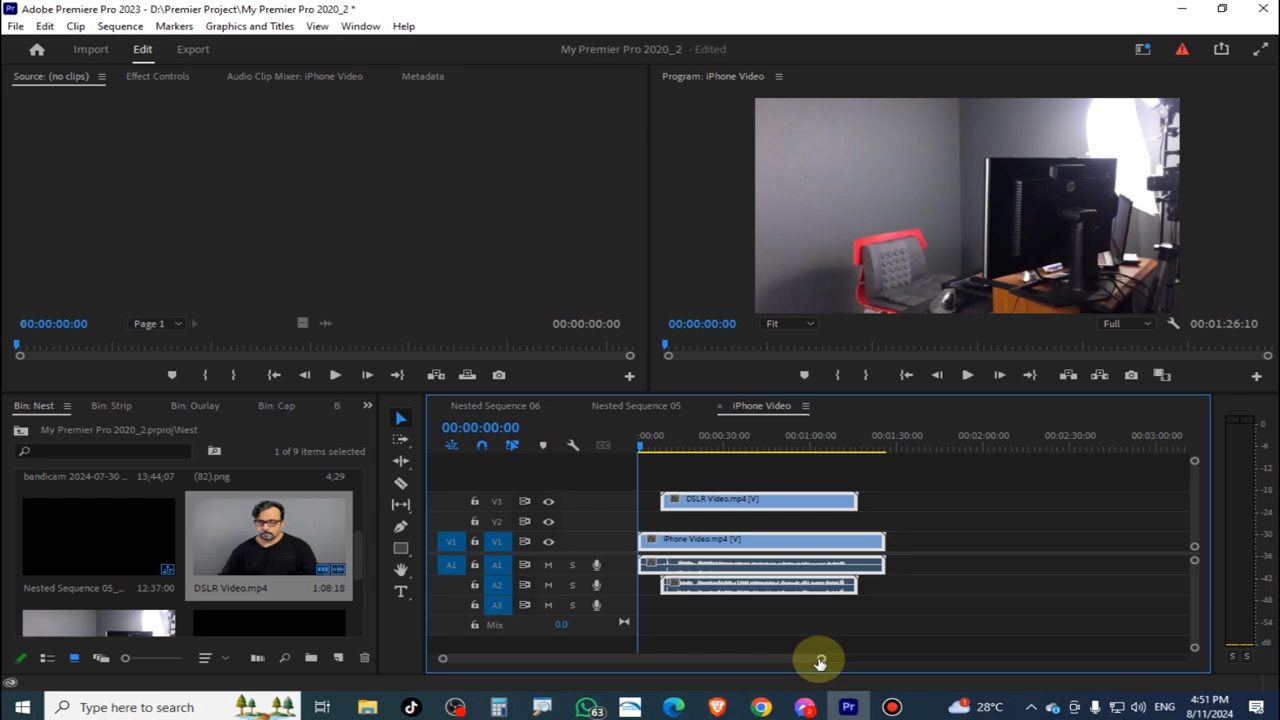 Pr Adobe Premiere Pro 2023 - D:\Premier Project\My Premier Pro 2020_2 *
File Edit Clip Sequence Markers Graphics and Titles View Window Help
Import Edit Export My Premier Pro 2020_2 - Edited
Source: (no clips) Effect Controls Audio Clip Mixer: iPhone Video Metadata
Program: iPhone Video
00:00:00:00 Page 1 00:00:00:00
00:00:00:00 Fit Full 00:01:26:10
Bin: Nest Bin: Strip Bin: Ourlay Bin: Cap B
My Premier Pro 2020_2.prproj\Nest
1 of 9 items selected
bandicam 2024-07-30 ... 13,44;07 (82).png 4;29
Nested Sequence 05_... 12:37:00 DSLR Video.mp4 1:08:18
Nested Sequence 06 Nested Sequence 05 × iPhone Video
00:00:00:00
:00:00 00:00:30:00 00:01:00:00 00:01:30:00 00:02:00:00 00:02:30:00 00:03:00:00
V3 DSLR Video.mp4 [V]
V2
V1 V1 iPhone Video.mp4 [V]
A1 A1 M S
A2 M S
A3 M S
Mix 0.0
0
-6
-12
-18
-24
-30
-36
-42
-48
-54
dB
S S
Type here to search
63
2
Pr
28°C
4:51 PM
8/11/2024